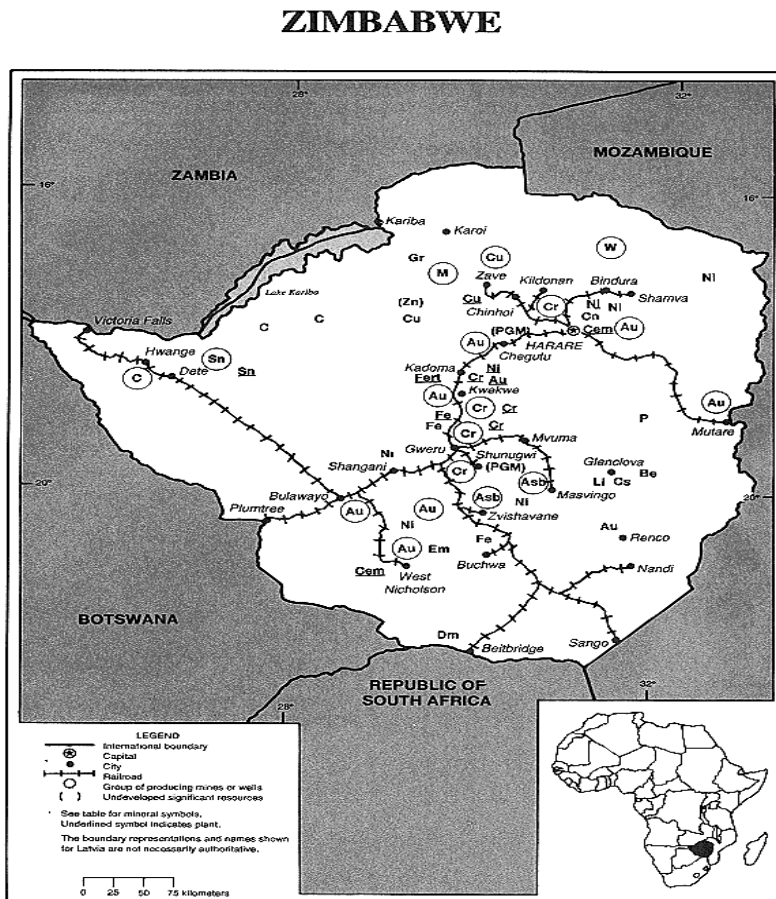 ZIMBABWE
28°
32°
MOZAMBIQUE
ZAMBIA
16°
16°
Kariba
Karoi
W
Gr
Cu
M
Zave
Kildonan
Bindura
NI
Lake Kariba
(Zn)
Cu
Chinhoi
Cr
Ni
Ni
Shamva
C
C
Cu
Cn
Victoria Falls
(PGM)
Cem
Au
Au
HARARE
Chegutu
Hwange
Sn
Sn
Dete
C
Kadoma
Ni
Fert
Cr
Au
Au
Kwekwe
Au
Fe
Cr
Cr
P
Fe
Cr
Cr
Mutare
Gweru
Mvuma
Ni
Shunugwi
Shangani
Cr
(PGM)
Glenclova
Be
Asb
Li
Cs
20°
20°
Bulawayo
Asb
Ni
Masvingo
Plumtree
Au
Au
Zvishavane
Ni
Au
Fe
Renco
Au
Em
Buchwa
Cem
West
Nicholson
Nandi
BOTSWANA
Dm
Sango
Beitbridge
REPUBLIC OF
SOUTH AFRICA
28°
32°
LEGEND
International boundary
Capital
City
Railroad
Group of producing mines or wells
( ) Undeveloped significant resources
See table for mineral symbols.
Underlined symbol indicates plant.
The boundary representations and names shown
for Latvia are not necessarily authoritative.
0 25 50 75 kilometers